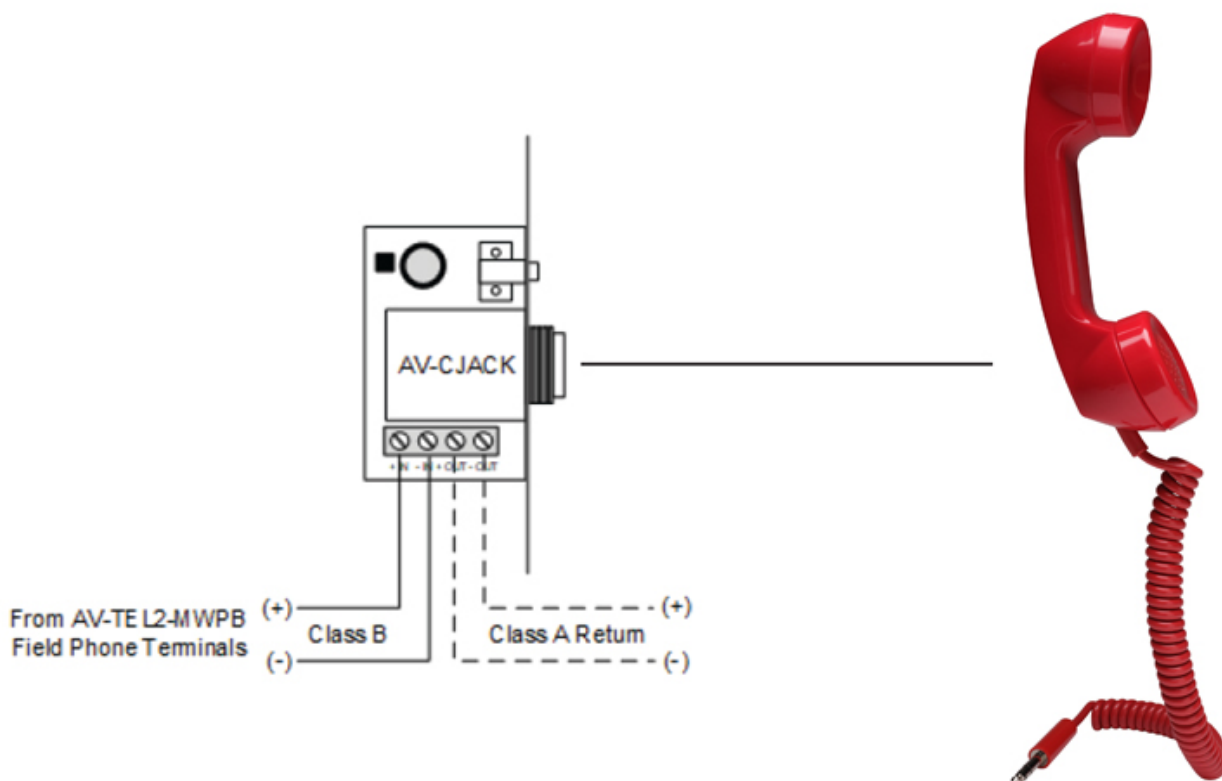 AV-CJACK
+ IN - IN + OUT - OUT
From AV-TEL2-MWPB (+)
Class B
Class A Return
(+)
Field Phone Terminals (-)
(-)